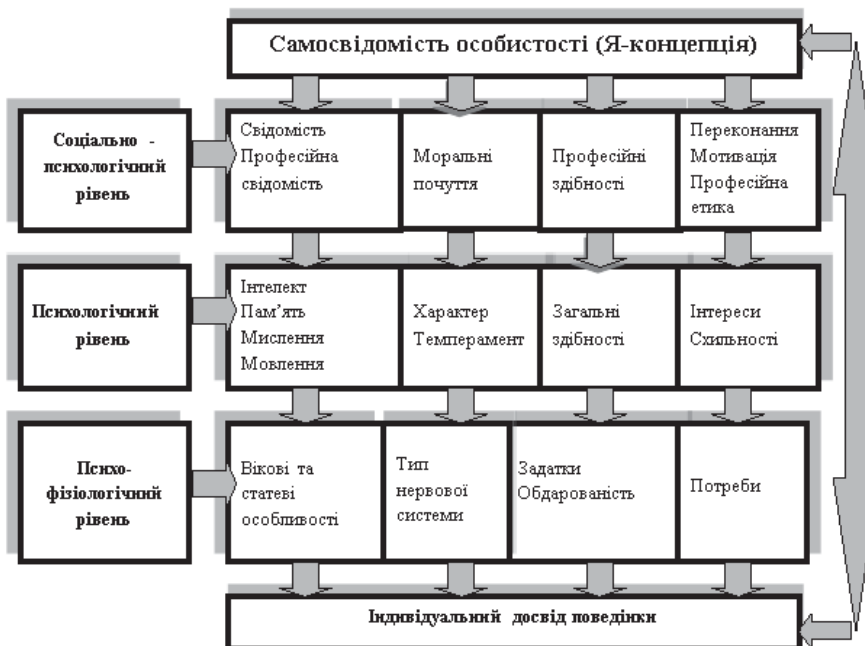 Самосвідомість особистості (Я-концепція)
Соціально -
психологічний
рівень
Свідомість
Професійна
свідомість
Моральні
почуття
Професійні
здібності
Переконання
Мотивація
Професійна
етика
Психологічний
рівень
Інтелект
Пам'ять
Мислення
Мовлення
Характер
Темперамент
Загальні
здібності
Інтереси
Схильності
Психо-
фізіологічний
рівень
Вікові та
статеві
особливості
Тип
нервової
системи
Задатки
Обдарованість
Потреби
Індивідуальний досвід поведінки